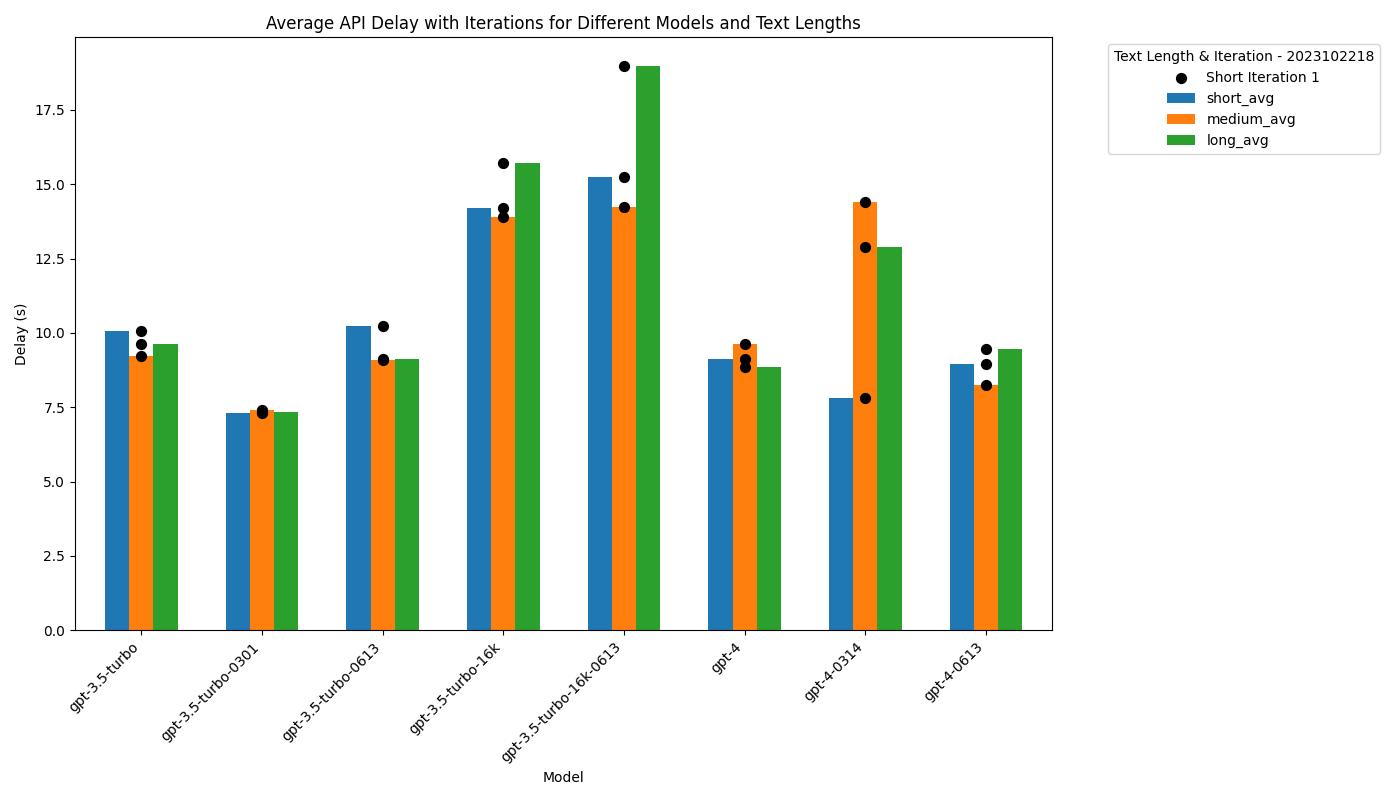 Average API Delay with Iterations for Different Models and Text Lengths
Text Length & Iteration - 2023102218
Short Iteration 1
short_avg
medium_avg
long_avg
Delay (s)
17.5
15.0
12.5
10.0
7.5
5.0
2.5
0.0
gpt-3.5-turbo
gpt-3.5-turbo-0301
gpt-3.5-turbo-0613
gpt-3.5-turbo-16k
gpt-3.5-turbo-16k-0613
gpt-4
gpt-4-0314
gpt-4-0613
Model